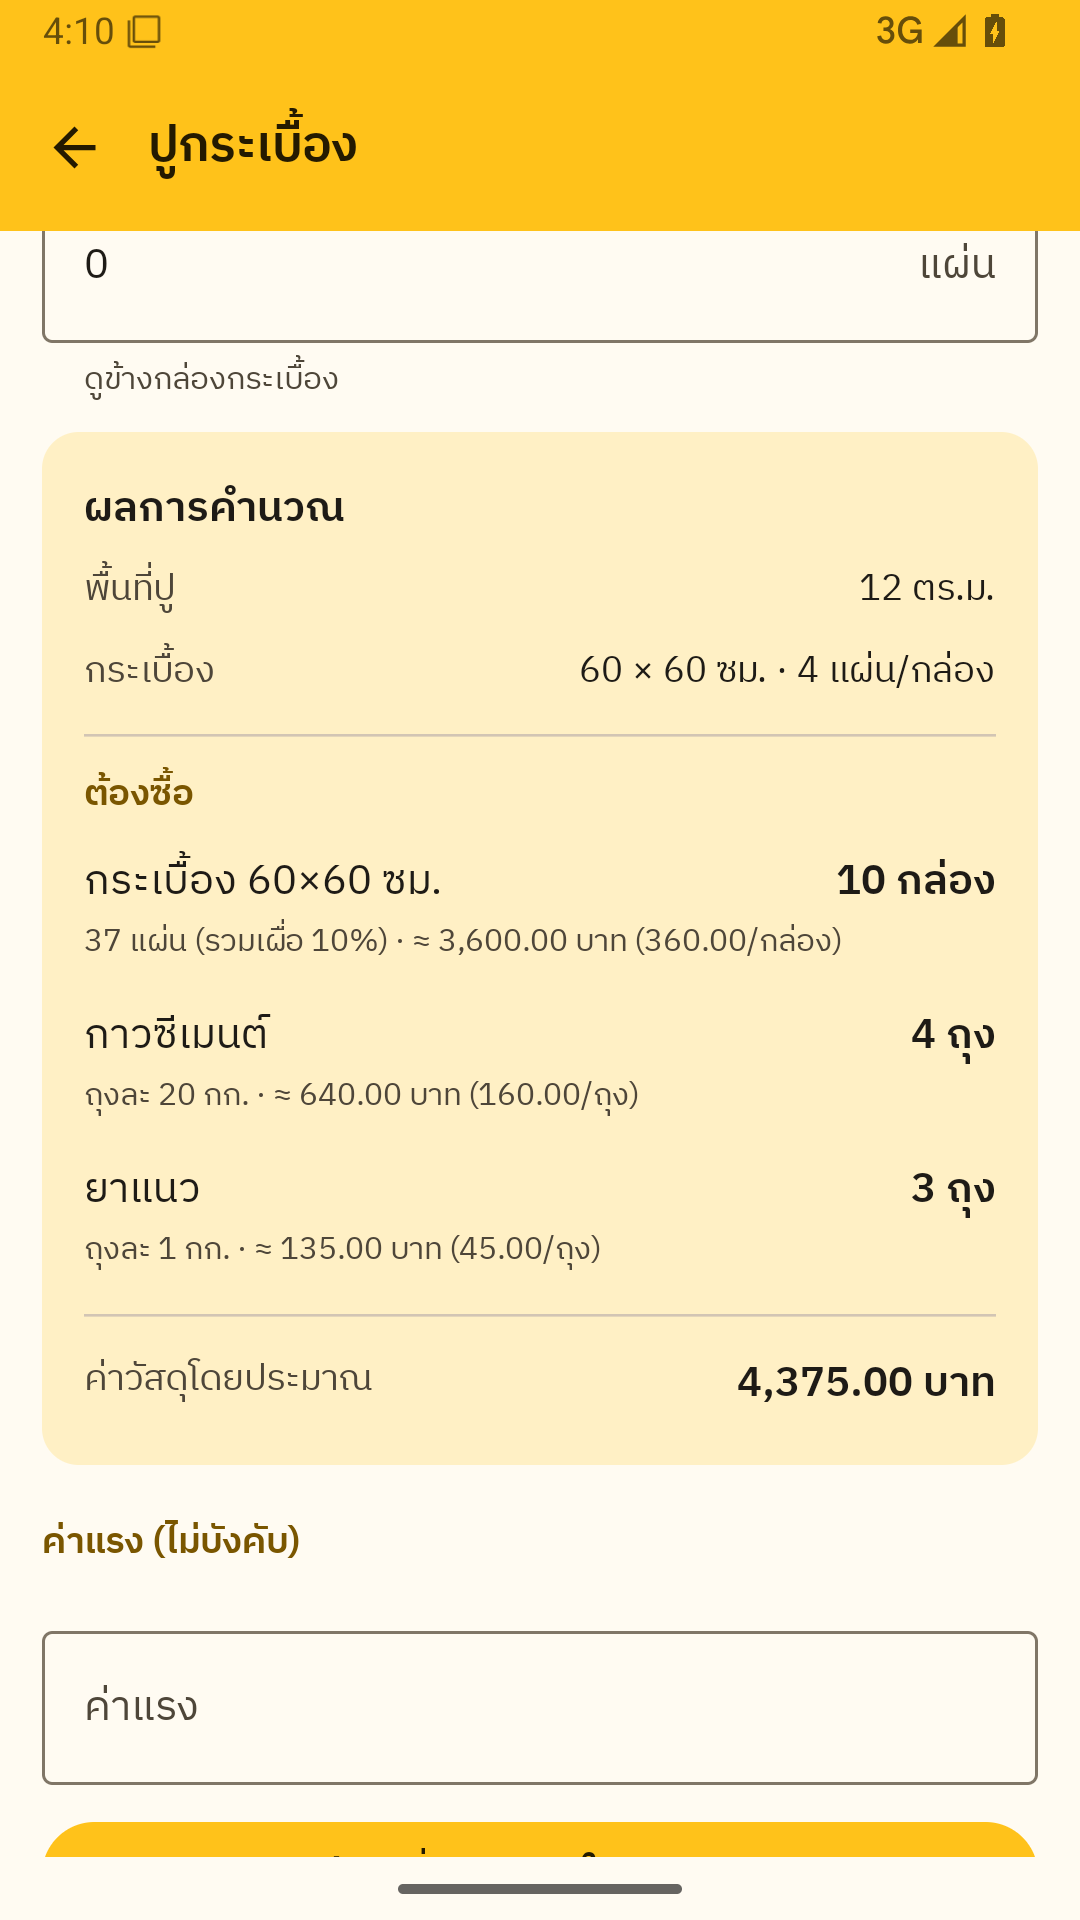 4:10 3G
ปูกระเบื้อง
0 แผ่น
ดูข้างกล่องกระเบื้อง
ผลการคำนวณ
พื้นที่ปู 12 ตร.ม.
กระเบื้อง 60 × 60 ซม. · 4 แผ่น/กล่อง
ต้องซื้อ
กระเบื้อง 60×60 ซม. 10 กล่อง
37 แผ่น (รวมเผื่อ 10%) · ≈ 3,600.00 บาท (360.00/กล่อง)
กาวซีเมนต์ 4 ถุง
ถุงละ 20 กก. · ≈ 640.00 บาท (160.00/ถุง)
ยาแนว 3 ถุง
ถุงละ 1 กก. · ≈ 135.00 บาท (45.00/ถุง)
ค่าวัสดุโดยประมาณ 4,375.00 บาท
ค่าแรง (ไม่บังคับ)
ค่าแรง